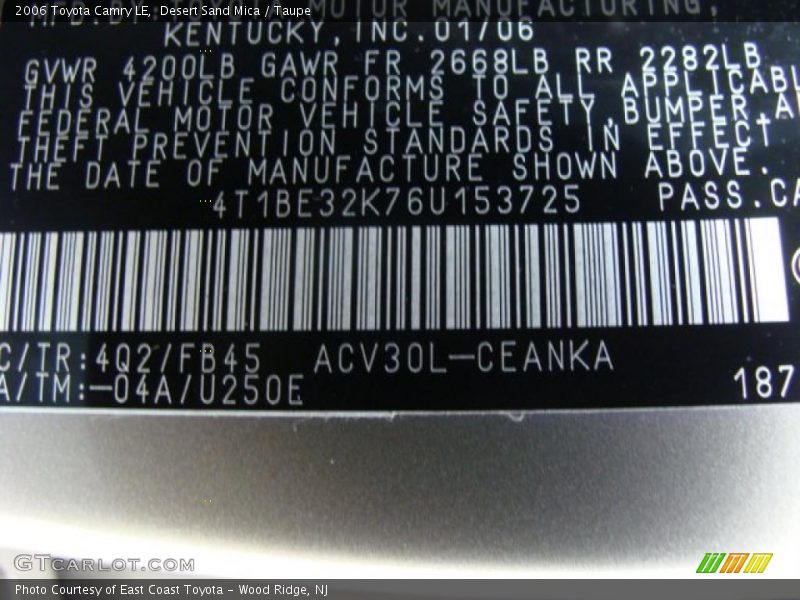 2006 Toyota Camry LE, Desert Sand Mica / Taupe
MOTOR MANUFACTURING,
KENTUCKY, INC. 01/06
GVWR 4200LB GAWR FR 2668LB RR 2282LB
THIS VEHICLE CONFORMS TO ALL APPLICABL
FEDERAL MOTOR VEHICLE SAFETY, BUMPER, A
THEFT PREVENTION STANDARDS IN EFFECT
THE DATE OF MANUFACTURE SHOWN ABOVE.
4T1BE32K76U153725 PASS. CA
C/TR: 4Q2/FB45 ACV30L-CEANKA
A/TM: -04A/U250E
187
GTCARLOT.COM
Photo Courtesy of East Coast Toyota - Wood Ridge, NJ